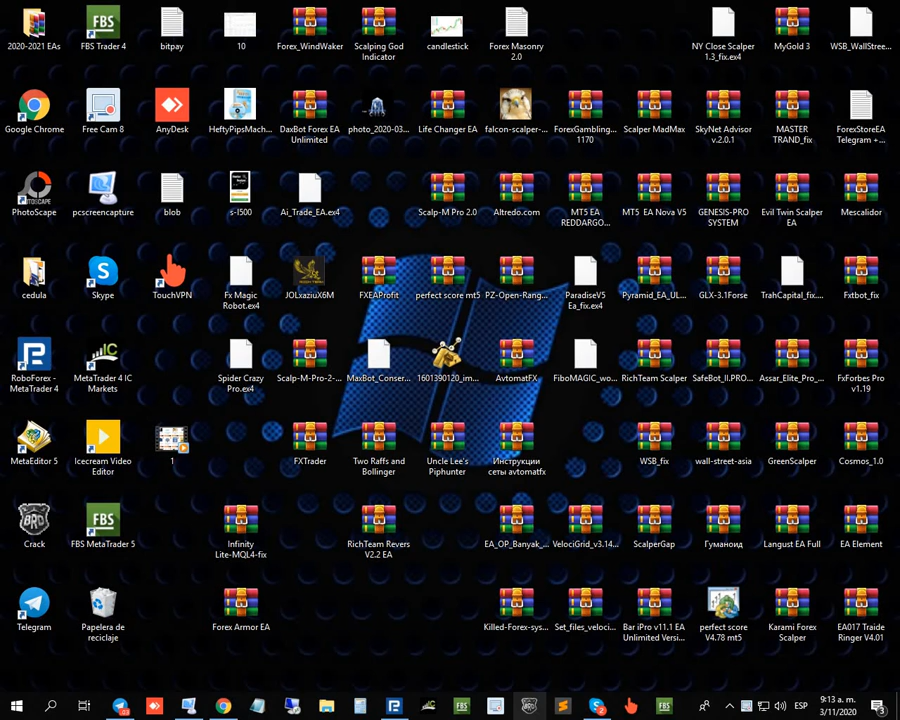 2020-2021 EAs
FBS Trader 4
bitpay
10
Forex_WindWaker
Scalping God
Indicator
candlestick
Forex Masonry
2.0
NY Close Scalper
1.3_fix.ex4
MyGold 3
WSB_WallStree...
Google Chrome
Free Cam 8
AnyDesk
HeftyPipsMach...
DaxBot Forex EA
Unlimited
photo_2020-03...
Life Changer EA
falcon-scalper-...
ForexGambling...
1170
Scalper MadMax
SkyNet Advisor
v.2.0.1
MASTER
TRAND_fix
ForexStoreEA
Telegram +...
PhotoScape
pcscreencapture
blob
s-l500
Ai_Trade_EA.ex4
Scalp-M Pro 2.0
Altredo.com
MT5 EA
REDDARGO...
MT5 EA Nova V5
GENESIS-PRO
SYSTEM
Evil Twin Scalper
EA
Mescalidor
cedula
Skype
TouchVPN
Fx Magic
Robot.ex4
JOLxaziuX6M
FXEAProfit
perfect score mt5
PZ-Open-Rang...
ParadiseV5
Ea_fix.ex4
Pyramid_EA_UL...
GLX-3.1Forse
TrahCapital_fix....
Fxtbot_fix
RoboForex -
MetaTrader 4
MetaTrader 4 IC
Markets
Spider Crazy
Pro.ex4
Scalp-M-Pro-2-...
MaxBot_Conser...
1601390120_im...
AvtomatFX
FiboMAGIC_wo...
RichTeam Scalper
SafeBot_II.PRO...
Assar_Elite_Pro_...
FxForbes Pro
v1.19
MetaEditor 5
Icecream Video
Editor
1
FXTrader
Two Raffs and
Bollinger
Uncle Lee's
Piphunter
Инструкции
сеты avtomatfx
WSB_fix
wall-street-asia
GreenScalper
Cosmos_1.0
Crack
FBS MetaTrader 5
Infinity
Lite-MQL4-fix
RichTeam Revers
V2.2 EA
EA_OP_Banyak_...
VelociGrid_v3.14...
ScalperGap
Гуманоид
Langust EA Full
EA Element
Telegram
Papelera de
reciclaje
Forex Armor EA
Killed-Forex-sys...
Set_files_veloci...
Bar iPro v11.1 EA
Unlimited Versi...
perfect score
V4.78 mt5
Karami Forex
Scalper
EA017 Traide
Ringer V4.01
ESP
9:13 a. m.
3/11/2020